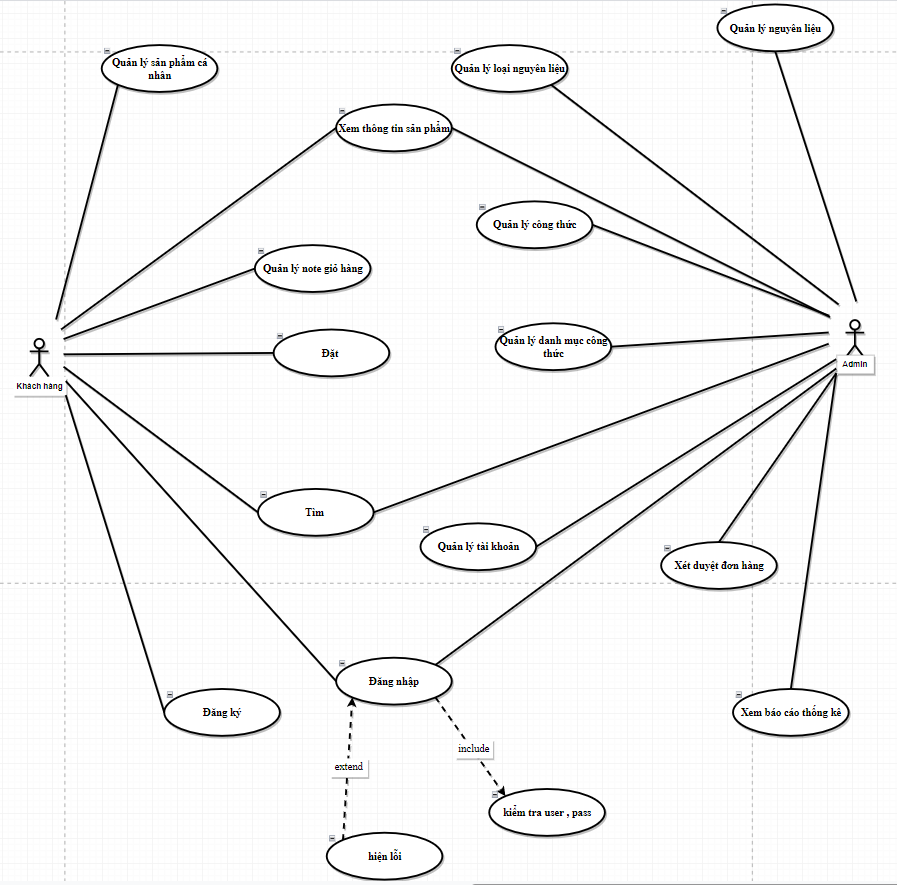 Quản lý nguyên liệu
Quản lý sản phẩm cá
nhân
Quản lý loại nguyên liệu
Xem thông tin sản phẩm
Quản lý công thức
Quản lý note giỏ hàng
Quản lý danh mục công
thức
Đặt
Khách hàng
Admin
Tìm
Quản lý tài khoản
Xét duyệt đơn hàng
Đăng nhập
Đăng ký
Xem báo cáo thống kê
include
extend
kiểm tra user , pass
hiện lỗi